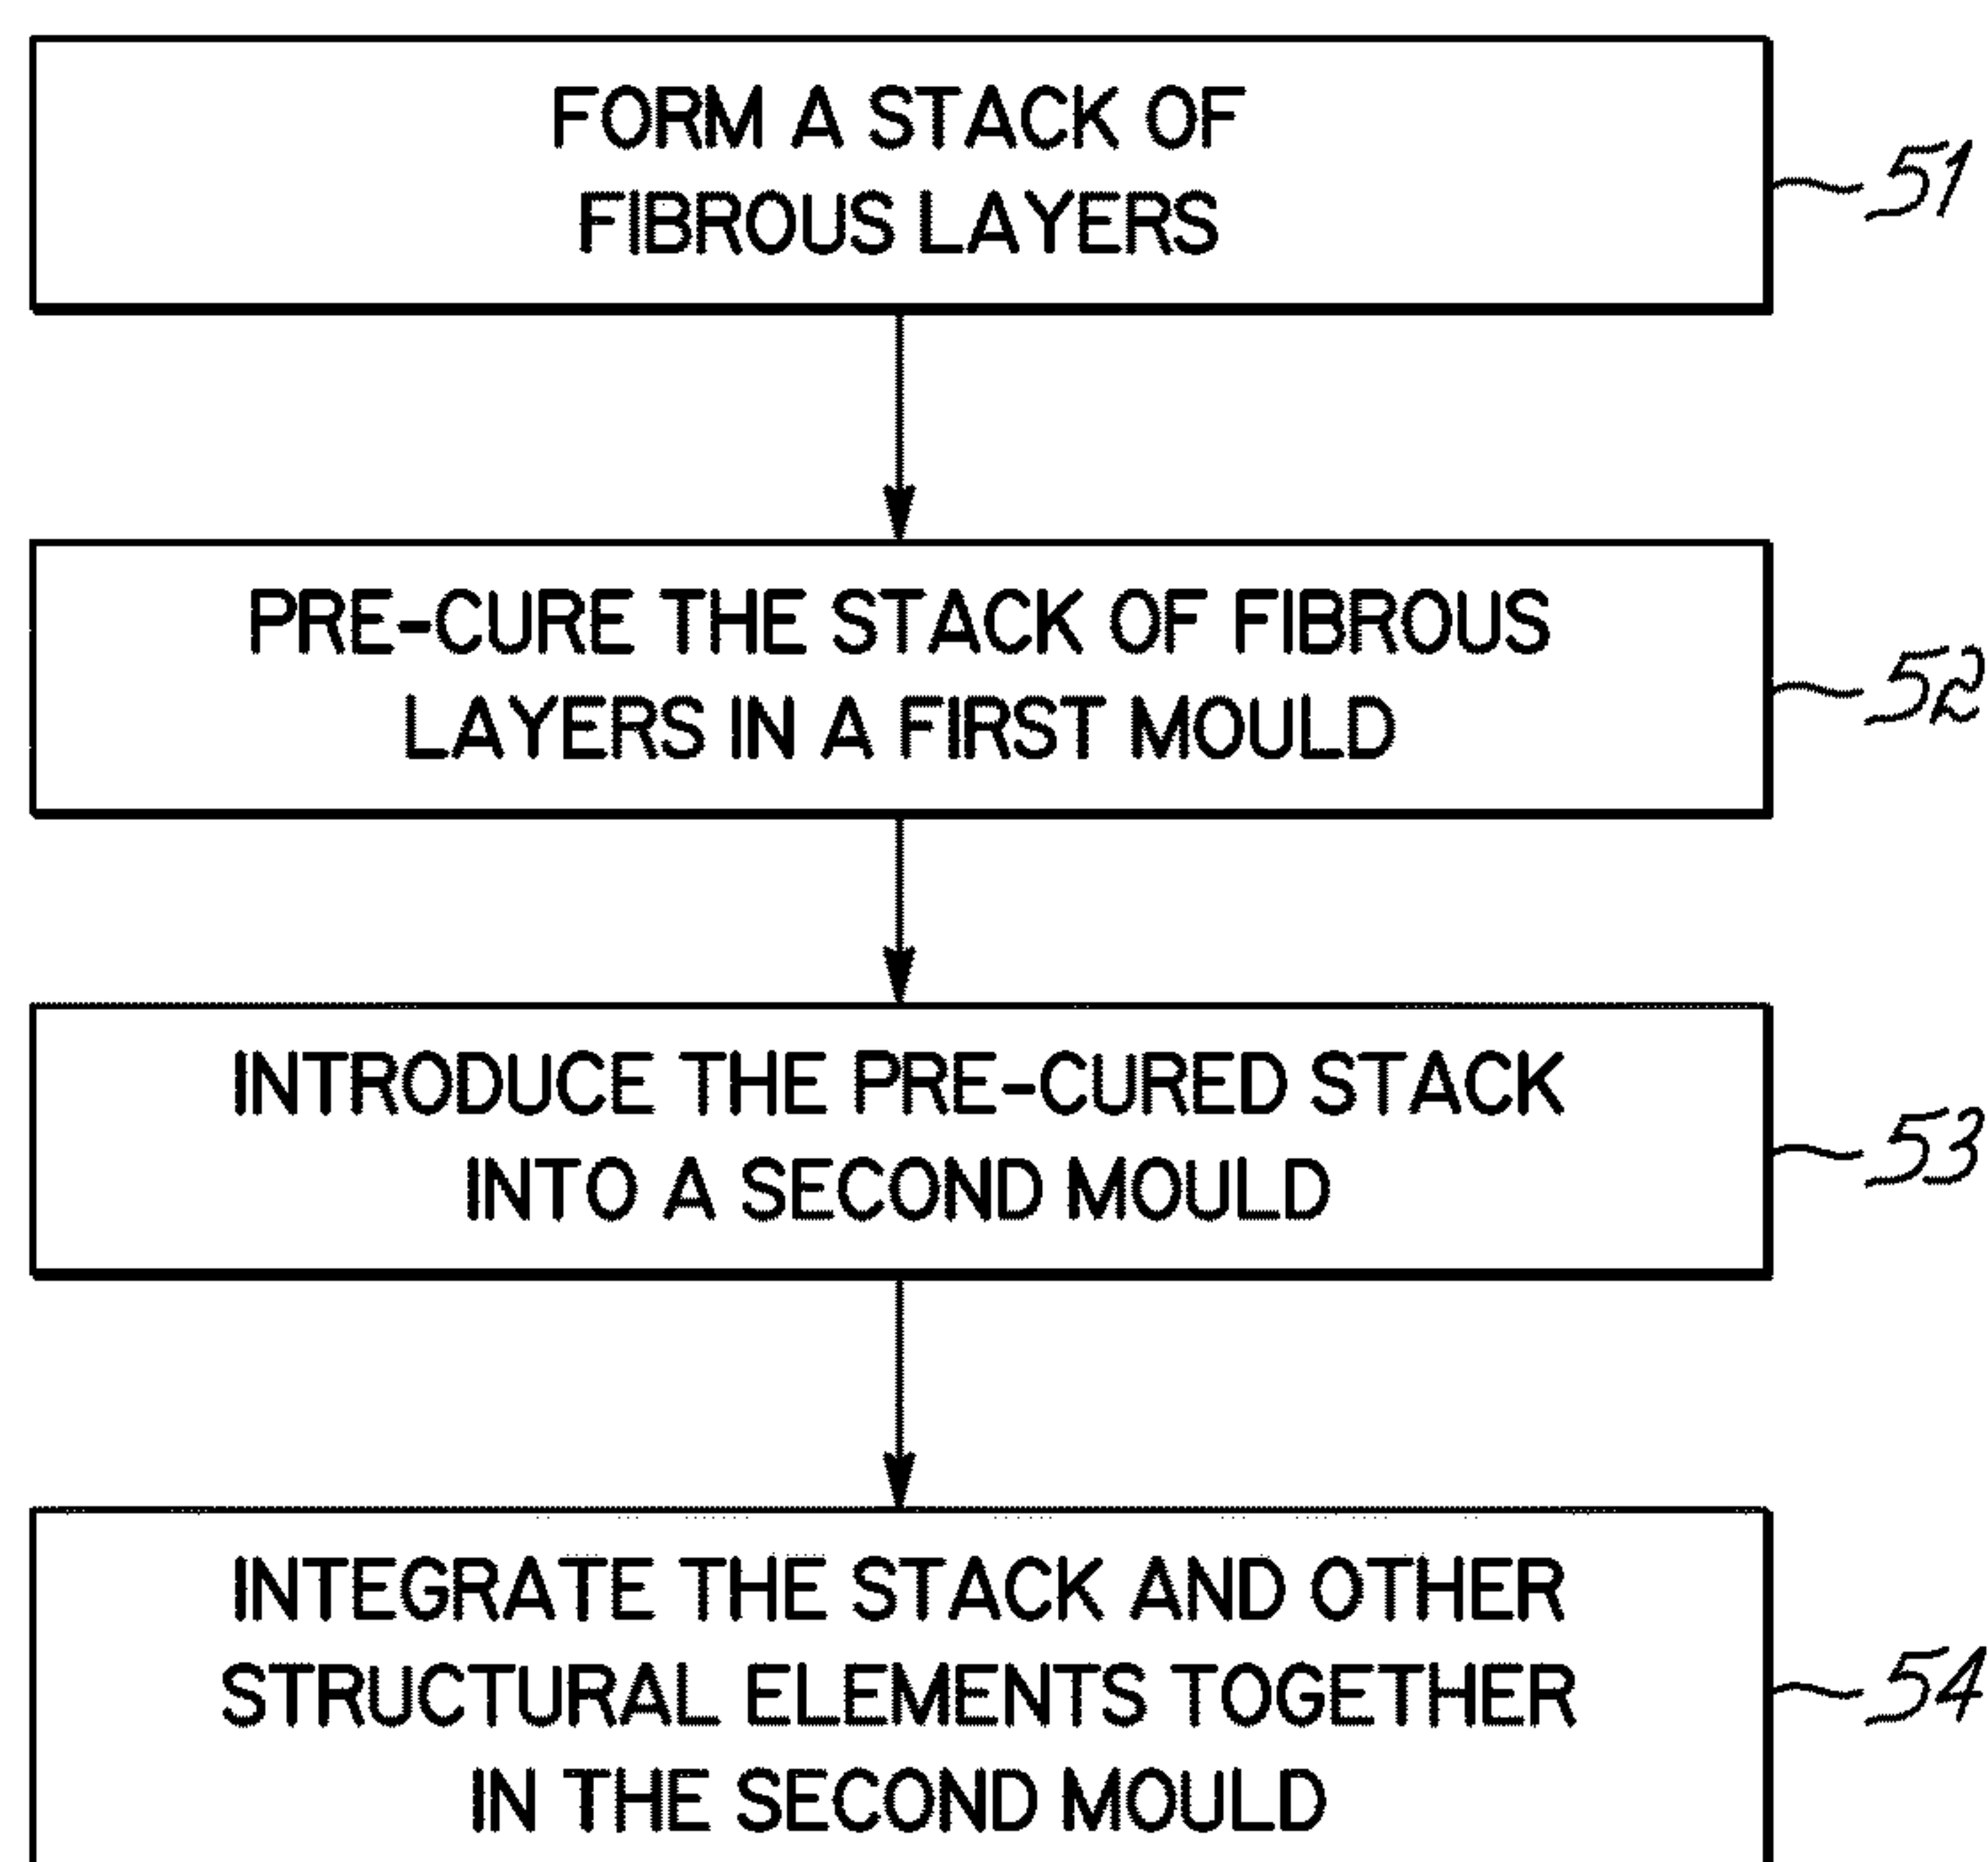 FORM A STACK OF
FIBROUS LAYERS
51
PRE-CURE THE STACK OF FIBROUS
LAYERS IN A FIRST MOULD
52
INTRODUCE THE PRE-CURED STACK
INTO A SECOND MOULD
53
INTEGRATE THE STACK AND OTHER
STRUCTURAL ELEMENTS TOGETHER
IN THE SECOND MOULD
54